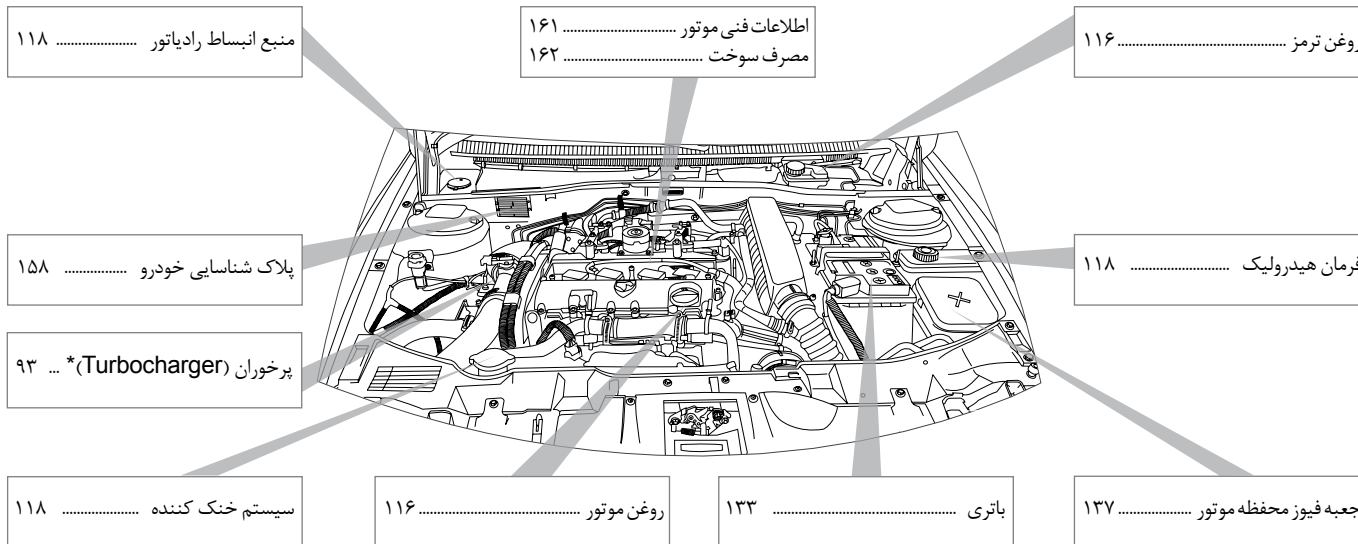 روغن ترمز ........................................... ۱۱۶
اطلاعات فنی موتور ............................. ۱۶۱
مصرف سوخت .................................... ۱۶۲
منبع انبساط رادیاتور ..................... ۱۱۸
فرمان هیدرولیک ......................... ۱۱۸
پلاک شناسایی خودرو ................ ۱۵۸
پرخوران (Turbocharger)* ... ۹۳
جعبه فیوز محفظه موتور ................... ۱۳۷
باتری ............................................... ۱۳۳
روغن موتور .......................................... ۱۱۶
سیستم خنک کننده .................... ۱۱۸